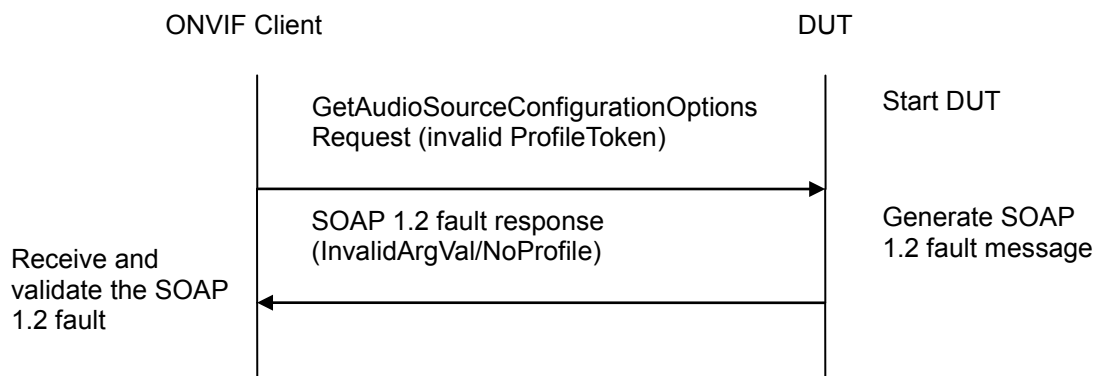 ONVIF Client
DUT
GetAudioSourceConfigurationOptions
Request (invalid ProfileToken)
Start DUT
SOAP 1.2 fault response
(InvalidArgVal/NoProfile)
Generate SOAP
1.2 fault message
Receive and
validate the SOAP
1.2 fault